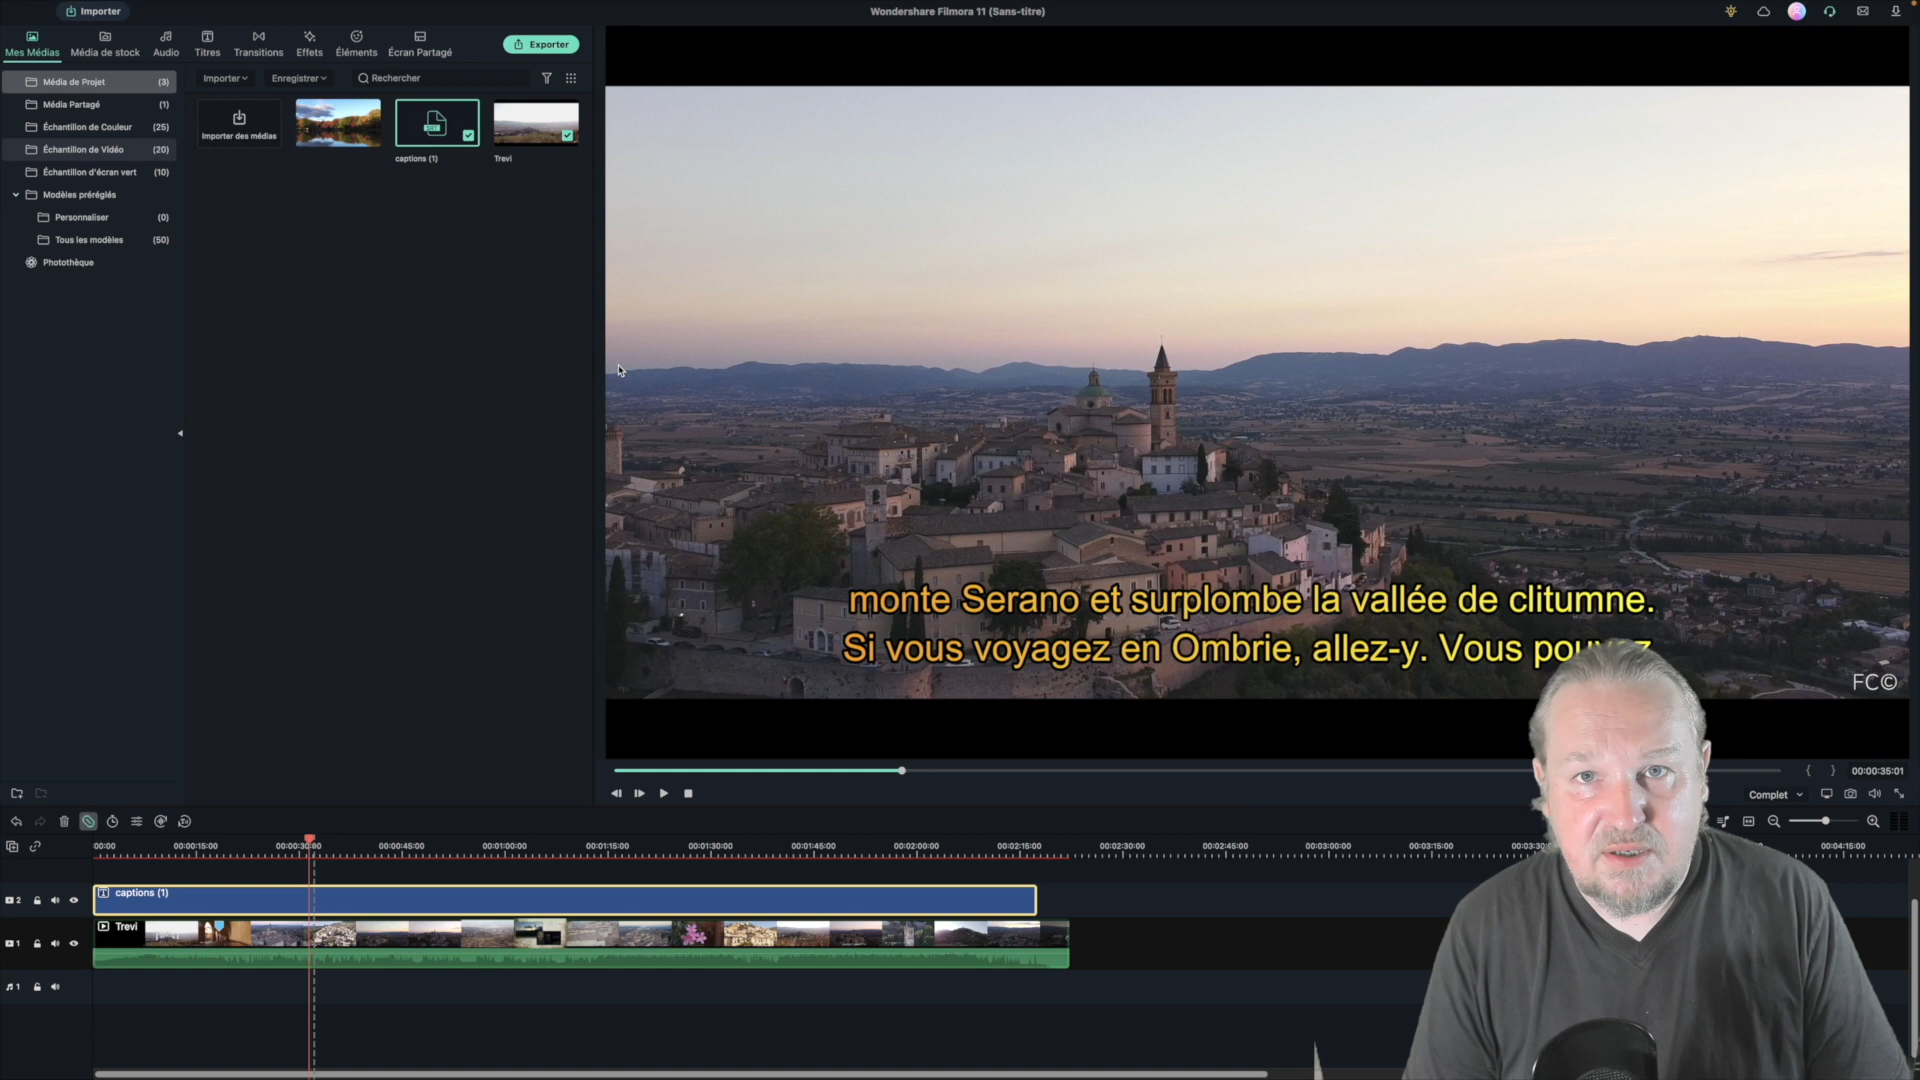 Importer
Wondershare Filmora 11 (Sans-titre)
Mes Médias
Média de stock
Audio
Titres
Transitions
Effets
Éléments
Écran Partagé
Exporter
Média de Projet (3)
Média Partagé (1)
Échantillon de Couleur (25)
Échantillon de Vidéo (20)
Échantillon d'écran vert (10)
Modèles préréglés
Personnaliser (0)
Tous les modèles (50)
Photothèque
Importer
Enregistrer
Rechercher
Importer des médias
captions (1)
Trevi
monte Serano et surplombe la vallée de clitumne.
Si vous voyagez en Ombrie, allez-y. Vous
FC©
00:00:35:01
Complet
00:00
00:00:15:00
00:00:30:00
00:00:45:00
00:01:00:00
00:01:15:00
00:01:30:00
00:01:45:00
00:02:00:00
00:02:15:00
00:02:30:00
00:02:45:00
00:03:00:00
00:03:15:00
00:04:15:00
2
captions (1)
1
Trevi
1